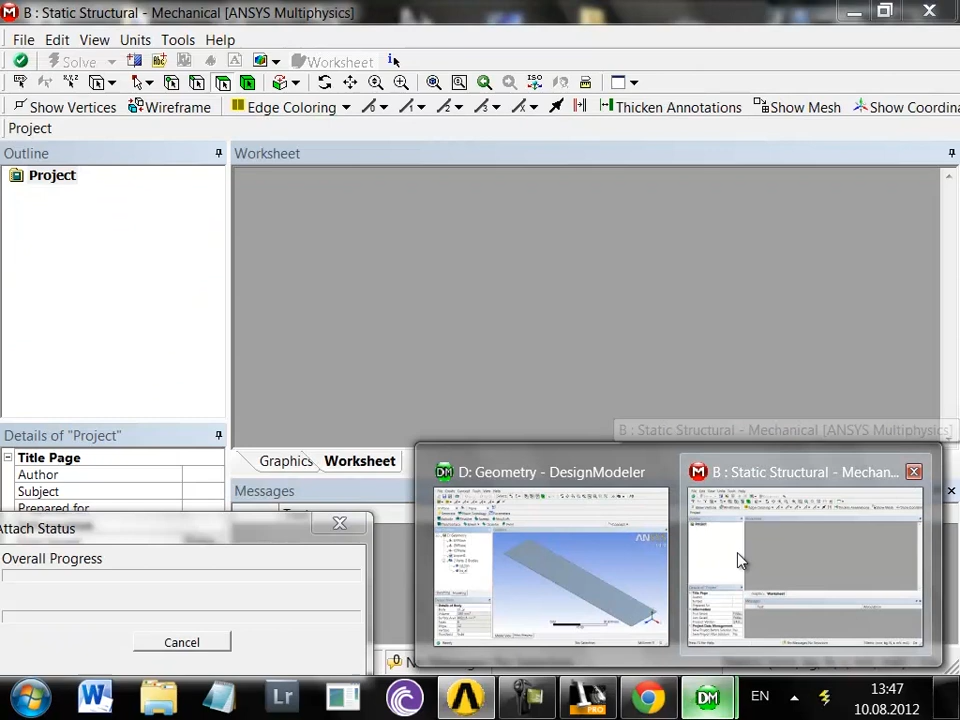 B : Static Structural - Mechanical [ANSYS Multiphysics]
File Edit View Units Tools Help
Solve Worksheet
Show Vertices Wireframe Edge Coloring Thicken Annotations Show Mesh Show Coordina
Project
Outline
Worksheet
Project
Details of "Project"
Title Page
Author
Subject
Prepared for
Graphics Worksheet
Messages
B : Static Structural - Mechanical [ANSYS Multiphysics]
D: Geometry - DesignModeler
B : Static Structural - Mechan...
Attach Status
Overall Progress
Cancel
EN
13:47
10.08.2012